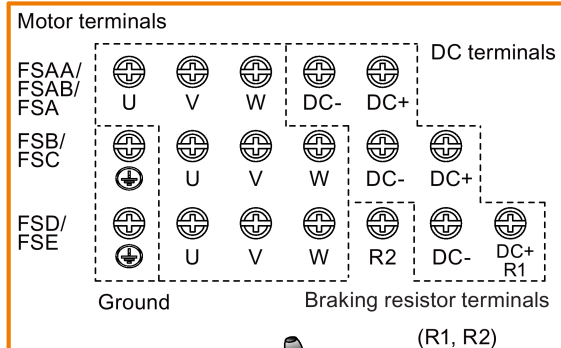 Motor terminals
DC terminals
FSAA/
FSAB/
FSA
U V W DC- DC+
FSB/
FSC
U V W DC- DC+
FSD/
FSE
U V W R2 DC- DC+
R1
Ground Braking resistor terminals
(R1, R2)